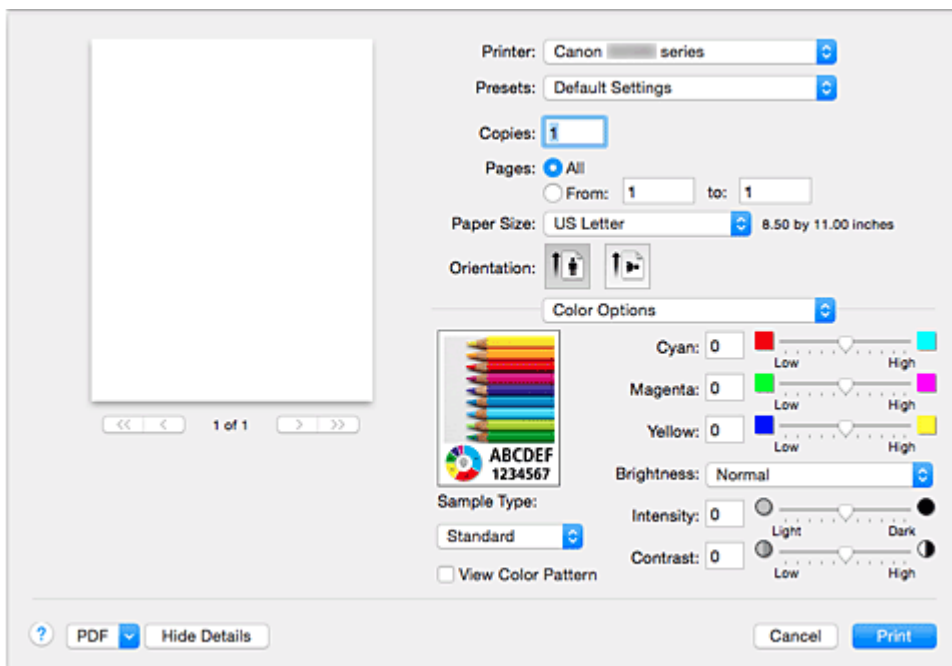 Printer: Canon series
Presets: Default Settings
Copies: 1
Pages: All
From: 1 to: 1
Paper Size: US Letter 8.50 by 11.00 inches
Orientation:
Color Options
Cyan: 0
Low High
Magenta: 0
Low High
Yellow: 0
Low High
Brightness: Normal
Intensity: 0
Light Dark
Contrast: 0
Low High
ABCDEF
1234567
Sample Type:
Standard
View Color Pattern
<< < 1 of 1 > >>
? PDF Hide Details Cancel Print